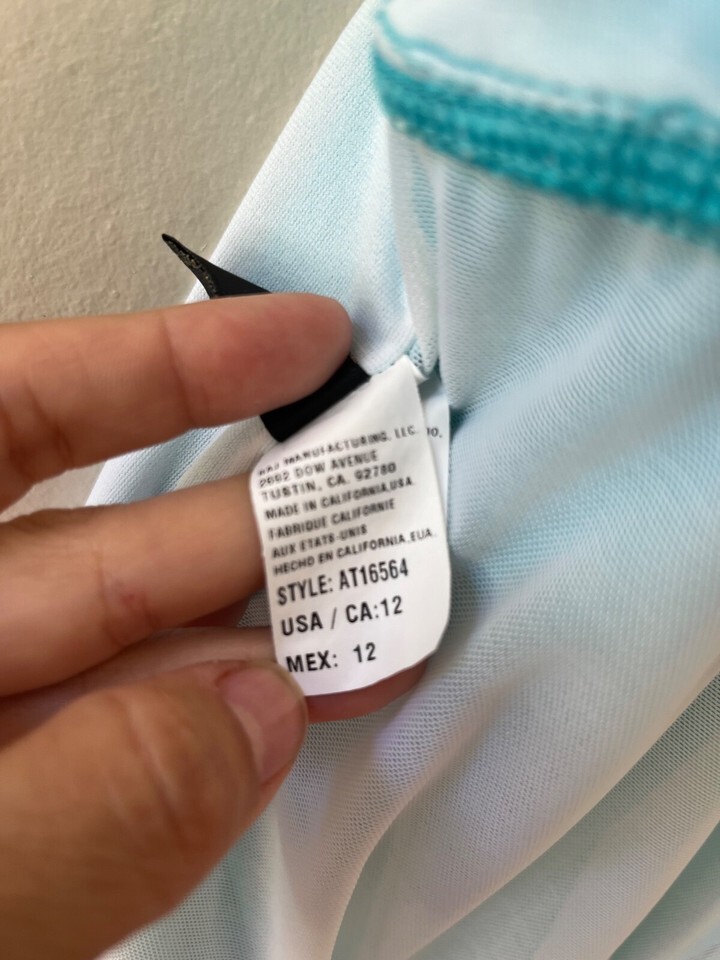 MANUFACTURING, LLC.
2692 DOW AVENUE
TUSTIN, CA. 92780
MADE IN CALIFORNIA,USA
FABRIQUE CALIFORNIE
AUX ETATS-UNIS
HECHO EN CALIFORNIA,EUA.
STYLE: AT16564
USA / CA:12
MEX: 12